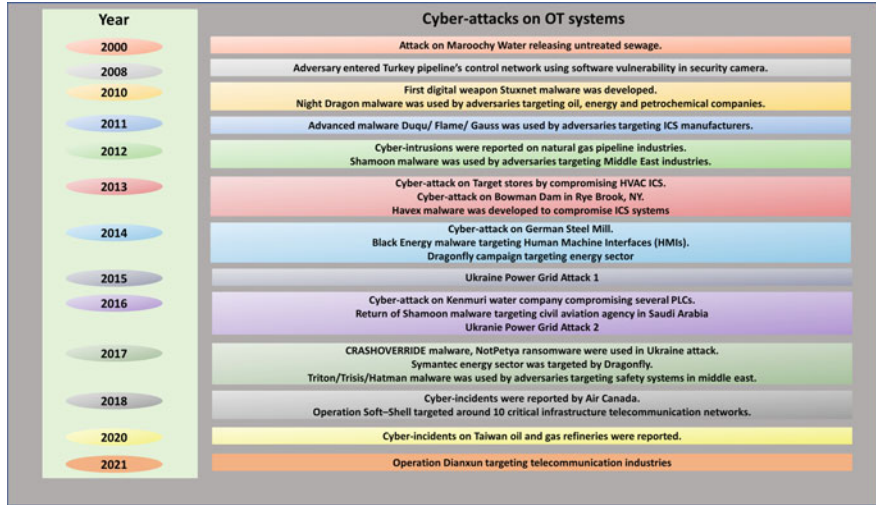 Year
Cyber-attacks on OT systems
2000
Attack on Maroochy Water releasing untreated sewage.
2008
Adversary entered Turkey pipeline's control network using software vulnerability in security camera.
2010
First digital weapon Stuxnet malware was developed.
Night Dragon malware was used by adversaries targeting oil, energy and petrochemical companies.
2011
Advanced malware Duqu/ Flame/ Gauss was used by adversaries targeting ICS manufacturers.
2012
Cyber-intrusions were reported on natural gas pipeline industries.
Shamoon malware was used by adversaries targeting Middle East industries.
2013
Cyber-attack on Target stores by compromising HVAC ICS.
Cyber-attack on Bowman Dam in Rye Brook, NY.
Havex malware was developed to compromise ICS systems
2014
Cyber-attack on German Steel Mill.
Black Energy malware targeting Human Machine Interfaces (HMIs).
Dragonfly campaign targeting energy sector
2015
Ukraine Power Grid Attack 1
2016
Cyber-attack on Kenmuri water company compromising several PLCs.
Return of Shamoon malware targeting civil aviation agency in Saudi Arabia
Ukranie Power Grid Attack 2
2017
CRASHOVERRIDE malware, NotPetya ransomware were used in Ukraine attack.
Symantec energy sector was targeted by Dragonfly.
Triton/Trisis/Hatman malware was used by adversaries targeting safety systems in middle east.
2018
Cyber-incidents were reported by Air Canada.
Operation Soft–Shell targeted around 10 critical infrastructure telecommunication networks.
2020
Cyber-incidents on Taiwan oil and gas refineries were reported.
2021
Operation Dianxun targeting telecommunication industries